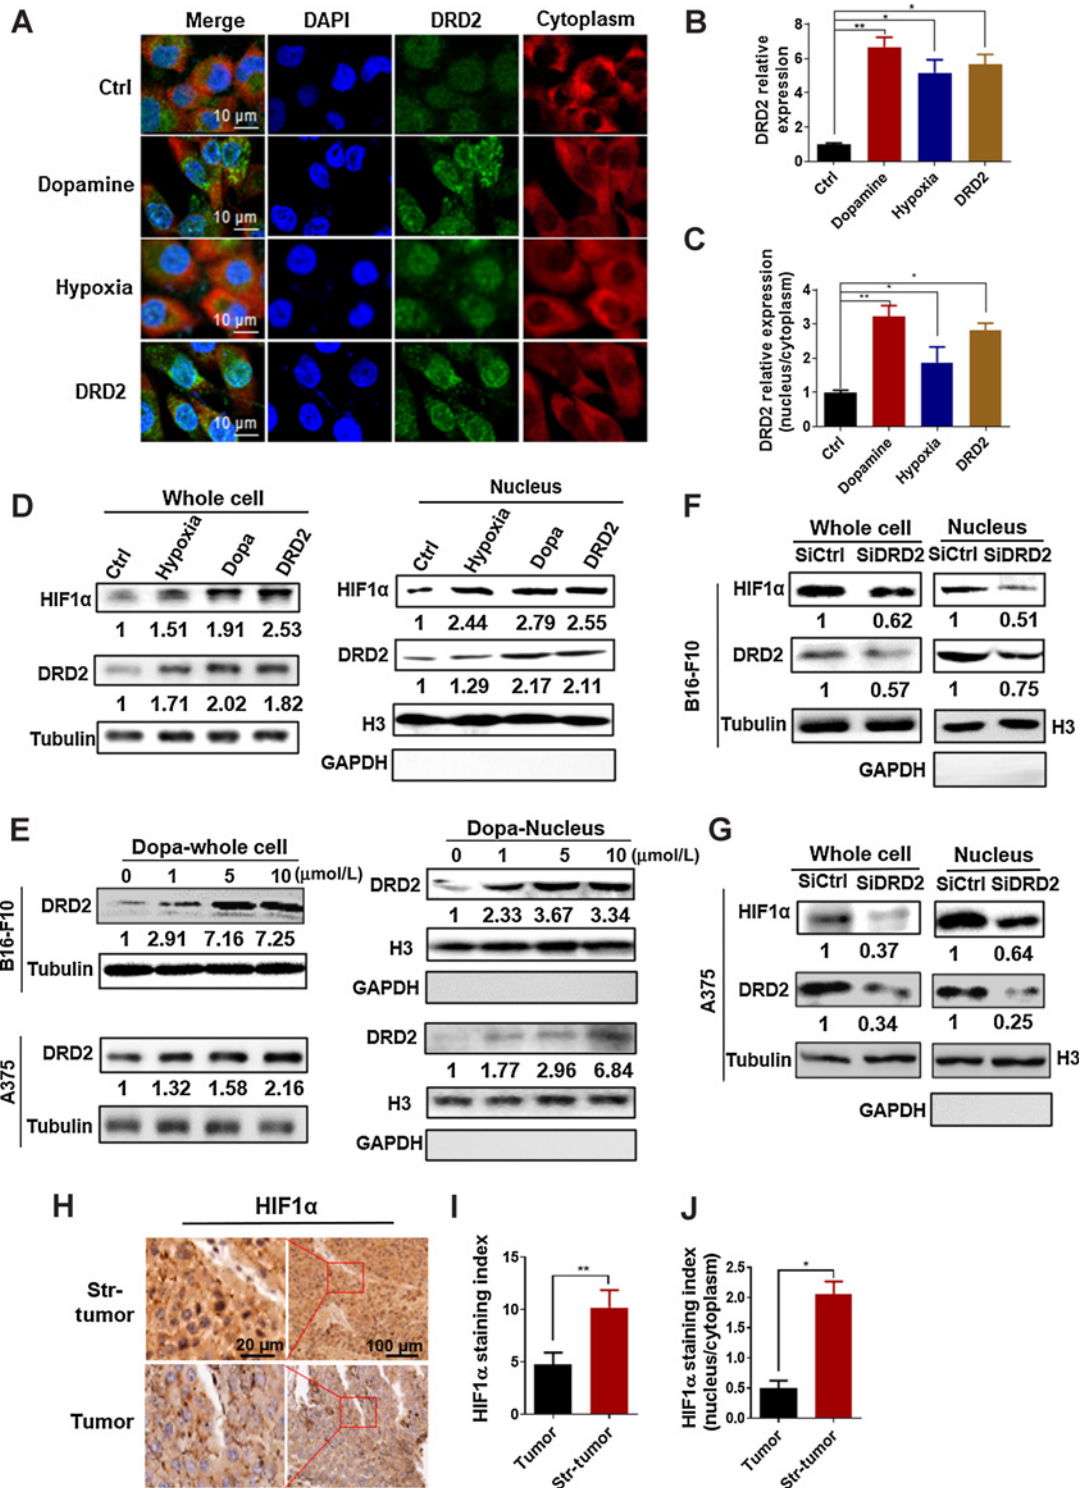 A
Merge DAPI DRD2 Cytoplasm
Ctrl
10 μm
Dopamine
10 μm
Hypoxia
10 μm
DRD2
10 μm
B
DRD2 relative
expression
8
6
4
2
0
** * *
Ctrl Dopamine Hypoxia DRD2
C
DRD2 relative expression
(nucleus/cytoplasm)
4
3
2
1
0
** * *
Ctrl Dopamine Hypoxia DRD2
D
Whole cell
Ctrl Hypoxia Dopa DRD2
HIF1α
1 1.51 1.91 2.53
DRD2
1 1.71 2.02 1.82
Tubulin
Nucleus
Ctrl Hypoxia Dopa DRD2
HIF1α
1 2.44 2.79 2.55
DRD2
1 1.29 2.17 2.11
H3
GAPDH
E
Dopa-whole cell
0 1 5 10 (μmol/L)
B16-F10
DRD2
1 2.91 7.16 7.25
Tubulin
A375
DRD2
1 1.32 1.58 2.16
Tubulin
Dopa-Nucleus
0 1 5 10 (μmol/L)
DRD2
1 2.33 3.67 3.34
H3
GAPDH
DRD2
1 1.77 2.96 6.84
H3
GAPDH
F
Whole cell Nucleus
SiCtrl SiDRD2 SiCtrl SiDRD2
B16-F10
HIF1α
1 0.62 1 0.51
DRD2
1 0.57 1 0.75
Tubulin H3
GAPDH
G
Whole cell Nucleus
SiCtrl SiDRD2 SiCtrl SiDRD2
A375
HIF1α
1 0.37 1 0.64
DRD2
1 0.34 1 0.25
Tubulin H3
GAPDH
H
HIF1α
Str-
tumor
20 μm 100 μm
Tumor
I
HIF1α staining index
15
10
5
0
**
Tumor Str-tumor
J
HIF1α staining index
(nucleus/cytoplasm)
2.5
2.0
1.5
1.0
0.5
0.0
*
Tumor Str-tumor